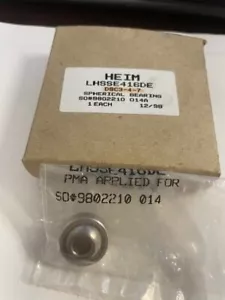 HEIM
LHSSE416DE
DSC3-4-7
SPHERICAL BEARING
SO#9802210 014A
1 EACH 12/98
LHSSE416DE
PMA APPLIED FOR
SO#9802210 014